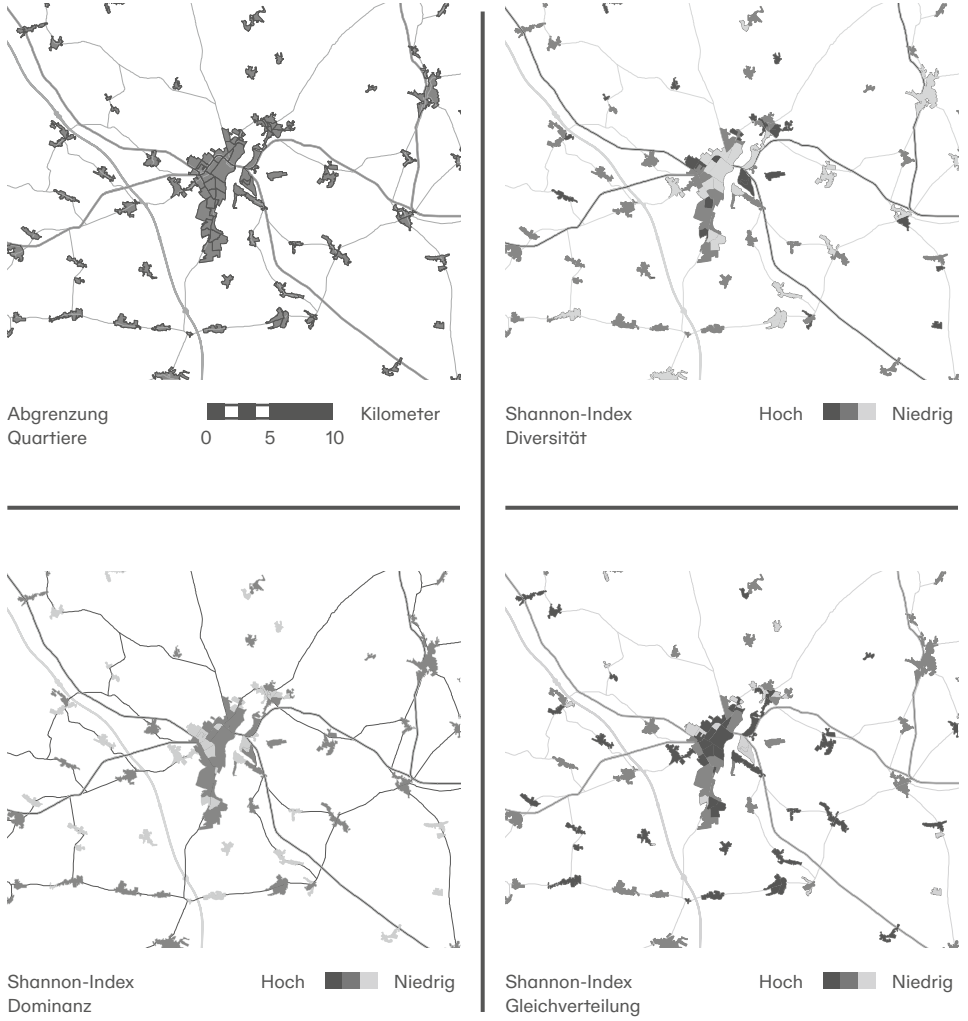 Abgrenzung
Quartiere
Kilometer
0 5 10
Shannon-Index
Diversität
Hoch Niedrig
Shannon-Index
Dominanz
Hoch Niedrig
Shannon-Index
Gleichverteilung
Hoch Niedrig